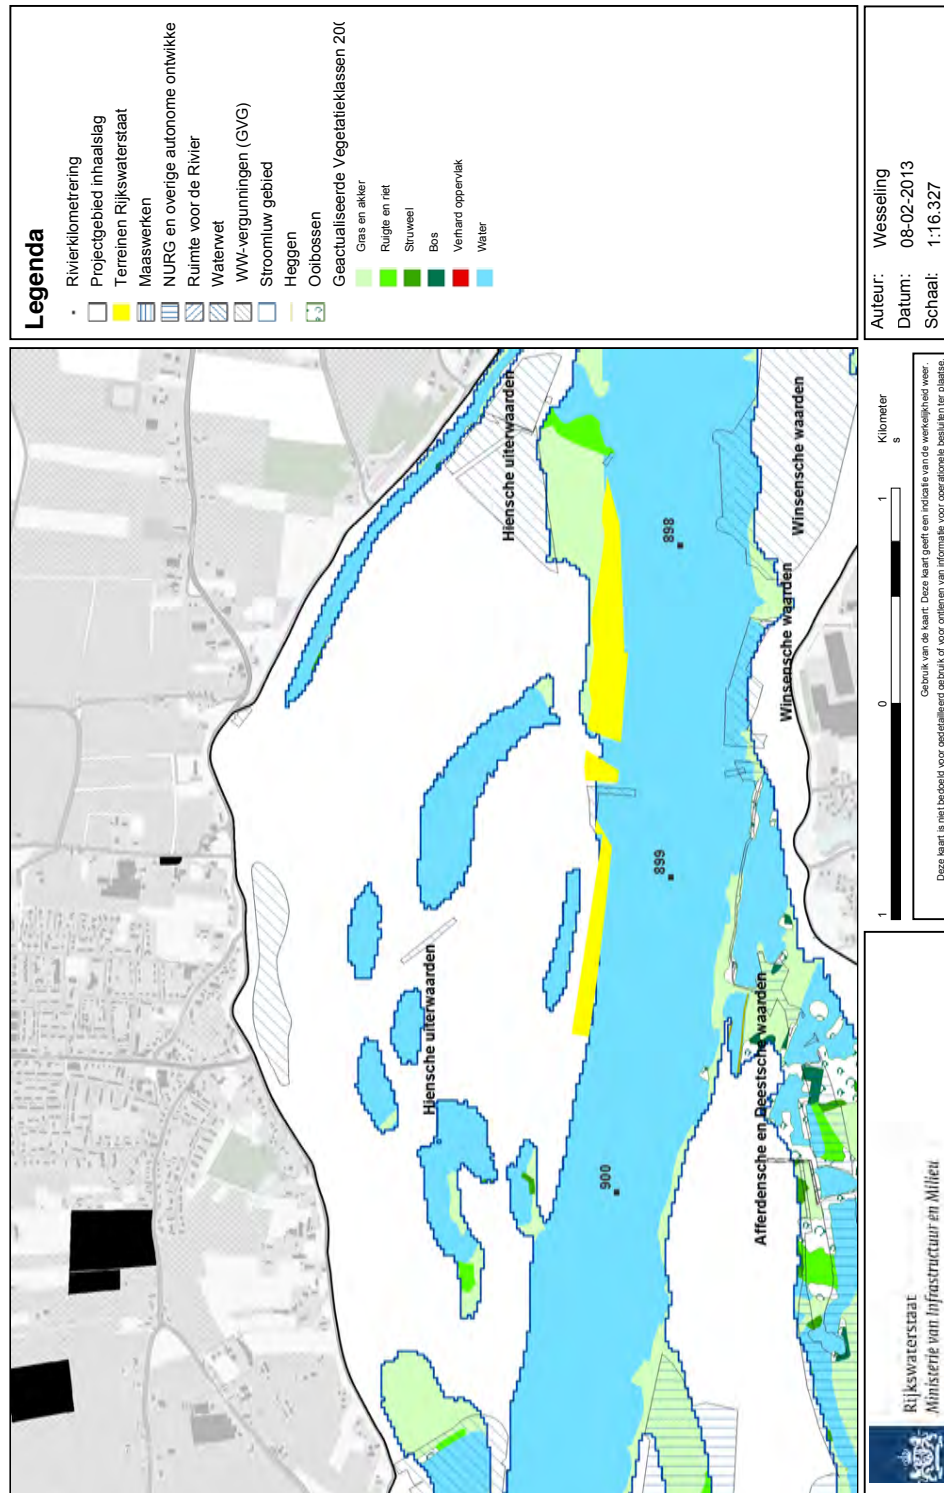 Legenda
Rivierkilometrering
Projectgebied inhaalslag
Terreinen Rijkswaterstaat
Maaswerken
NURG en overige autonome ontwikke
Ruimte voor de Rivier
Waterwet
WW-vergunningen (GVG)
Stroomluw gebied
Heggen
Ooibossen
Geactualiseerde Vegetatieklassen 200
Gras en akker
Ruigte en riet
Struweel
Bos
Verhard oppervlak
Water
Hiensche uiterwaarden
Hiensche uiterwaarden
Winsensche waarden
Winsensche waarden
Afferdensche en Deestsche waarden
900
899
898
Rijkswaterstaat
Ministerie van Infrastructuur en Milieu
1
0
1
Kilometer
s
Gebruik van de kaart: Deze kaart geeft een indicatie van de werkelijkheid weer.
Deze kaart is niet bedoeld voor gedetailleerd gebruik of voor ontlenen van informatie voor operationele besluiten ter plaatse.
Auteur: Wesseling
Datum: 08-02-2013
Schaal: 1:16.327